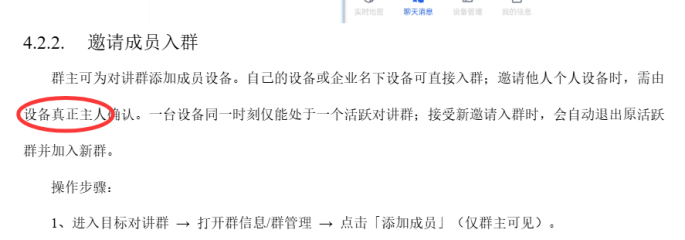 实时地图 聊天消息 设备管理 我的信息
4.2.2. 邀请成员入群
群主可为对讲群添加成员设备。自己的设备或企业名下设备可直接入群；邀请他人个人设备时，需由
设备真正主人确认。一台设备同一时刻仅能处于一个活跃对讲群；接受新邀请入群时，会自动退出原活跃
群并加入新群。
操作步骤：
1、进入目标对讲群 → 打开群信息/群管理 → 点击「添加成员」（仅群主可见）。